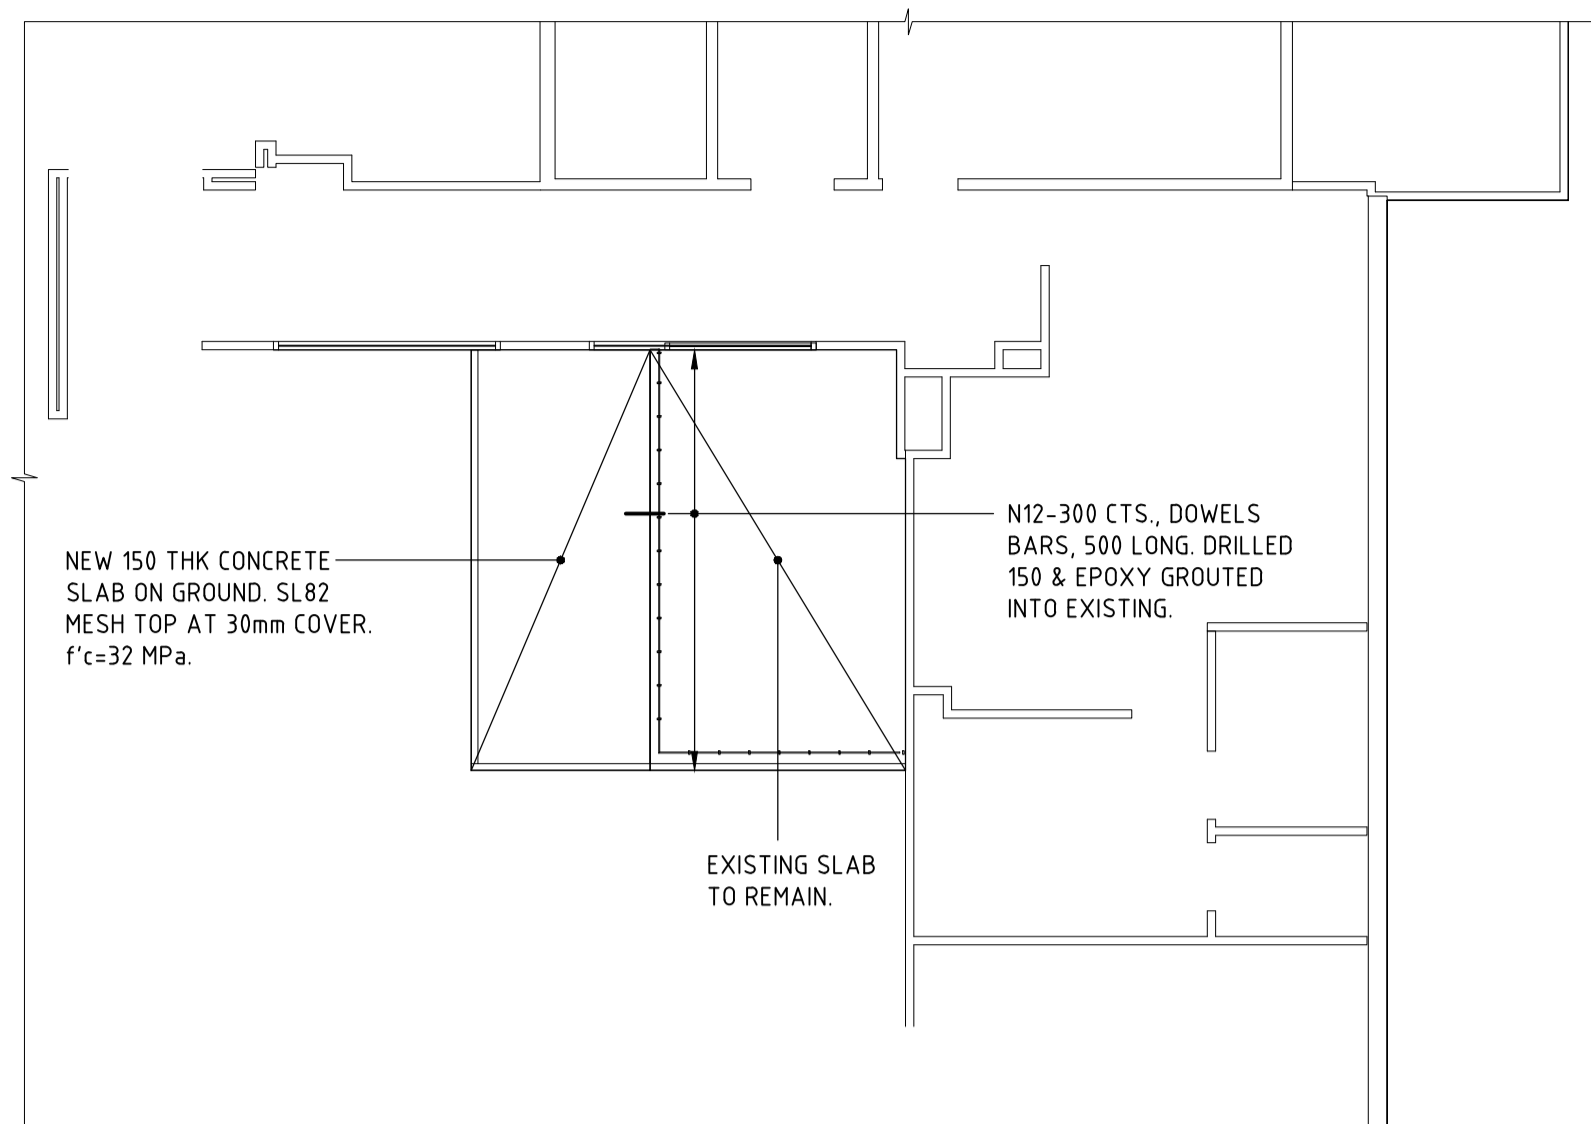 N12-300 CTS., DOWELS
BARS, 500 LONG. DRILLED
150 & EPOXY GROUTED
INTO EXISTING.
NEW 150 THK CONCRETE
SLAB ON GROUND. SL82
MESH TOP AT 30mm COVER.
f'c=32 MPa.
EXISTING SLAB
TO REMAIN.